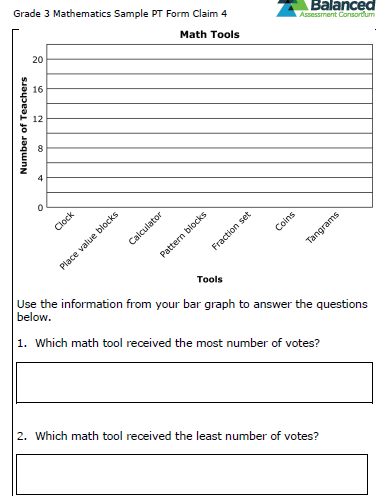 Grade 3 Mathematics Sample PT Form Claim 4
Balanced
Assessment Consortium
Math Tools
Number of Teachers
20
16
12
8
4
0
Clock
Place value blocks
Calculator
Pattern blocks
Fraction set
Coins
Tangrams
Tools
Use the information from your bar graph to answer the questions
below.
1. Which math tool received the most number of votes?
2. Which math tool received the least number of votes?